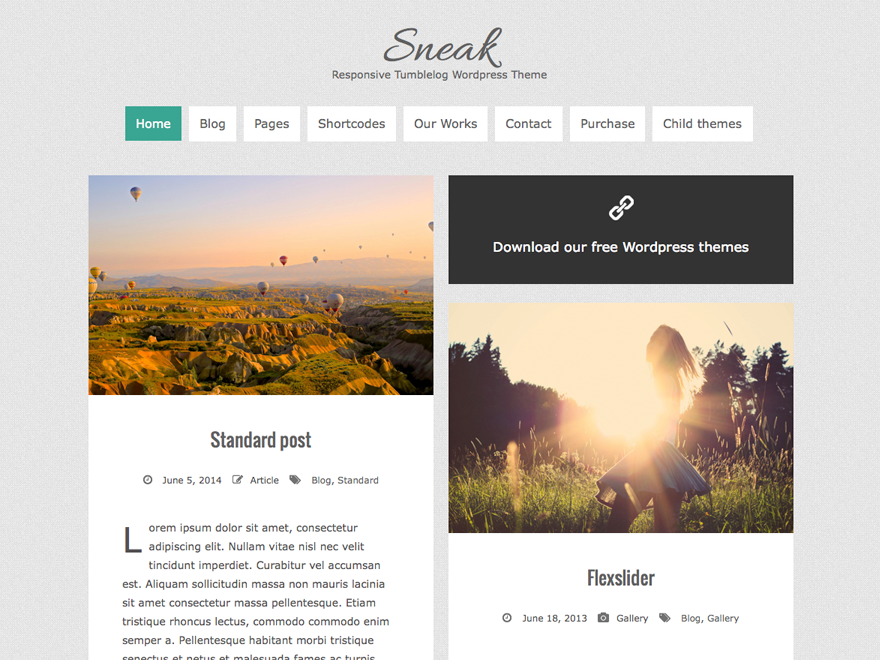 Sneak
Responsive Tumblelog Wordpress Theme
Home Blog Pages Shortcodes Our Works Contact Purchase Child themes
Download our free Wordpress themes
Standard post
June 5, 2014 Article Blog, Standard
Lorem ipsum dolor sit amet, consectetur
adipiscing elit. Nullam vitae nisl nec velit
tincidunt imperdiet. Curabitur vel accumsan
est. Aliquam sollicitudin massa non mauris lacinia
sit amet consectetur massa pellentesque. Etiam
tristique rhoncus lectus, commodo commodo enim
semper a. Pellentesque habitant morbi tristique
senectus et netus et malesuada fames ac turpis
Flexslider
June 18, 2013 Gallery Blog, Gallery